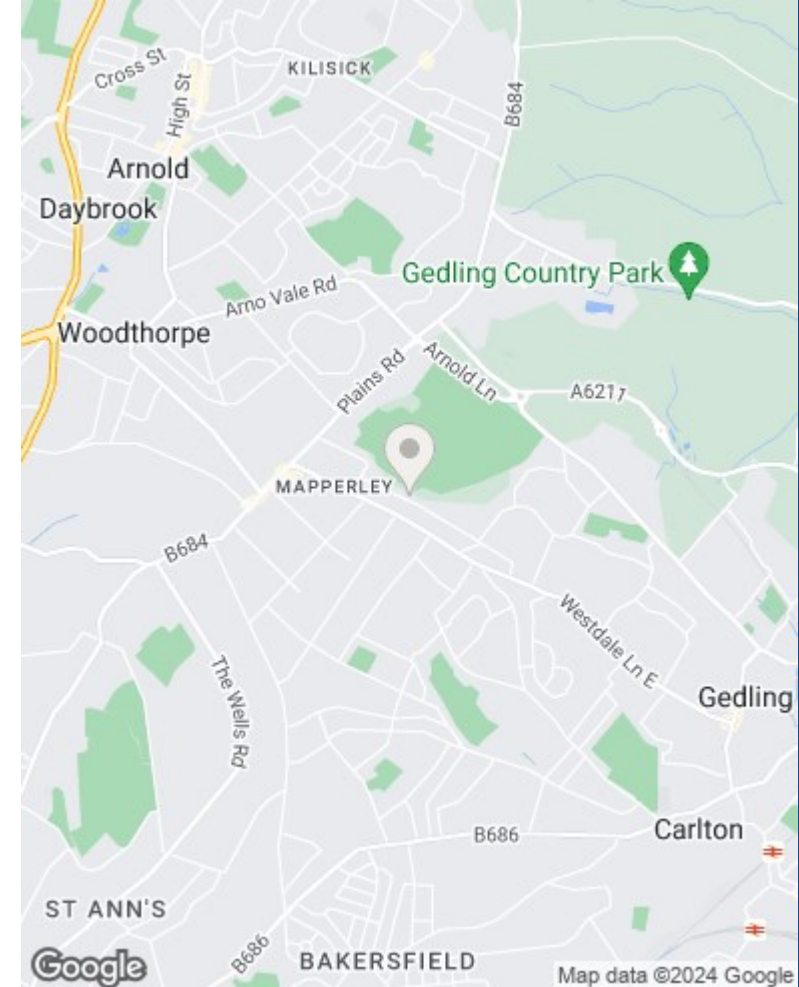 Cross St
KILISICK
High St
B684
Arnold
Daybrook
Gedling Country Park
Arno Vale Rd
Woodthorpe
Plains Rd
Arnold Ln
A6211
MAPPERLEY
B684
Westdale Ln E
The Wells Rd
Gedling
B686
Carlton
ST ANN'S
B686
BAKERSFIELD
Google
Map data ©2024 Google